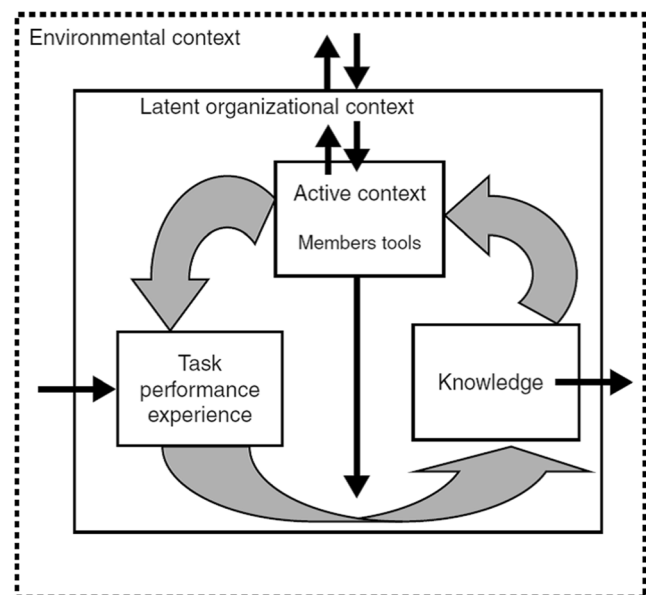 Environmental context
Latent organizational context
Active context
Members tools
Task
performance
experience
Knowledge